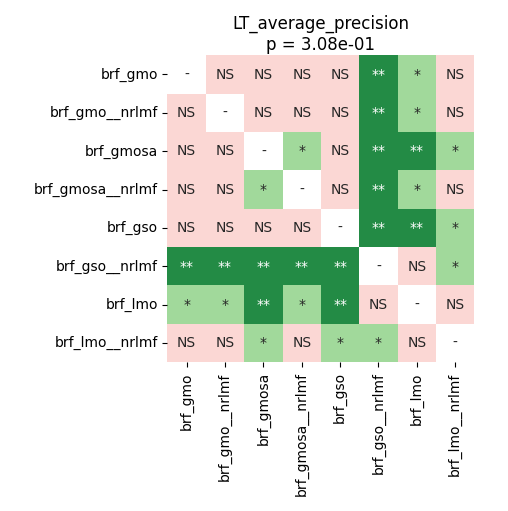 LT_average_precision
p = 3.08e-01
brf_gmo - NS NS NS NS ** * NS
brf_gmo__nrlmf NS - NS NS NS ** * NS
brf_gmosa NS NS - * NS ** ** *
brf_gmosa__nrlmf NS NS * - NS ** * NS
brf_gso NS NS NS NS - ** ** *
brf_gso__nrlmf ** ** ** ** ** - NS *
brf_lmo * * ** * ** NS - NS
brf_lmo__nrlmf NS NS * NS * * NS -
brf_gmo
brf_gmo__nrlmf
brf_gmosa
brf_gmosa__nrlmf
brf_gso
brf_gso__nrlmf
brf_lmo
brf_lmo__nrlmf